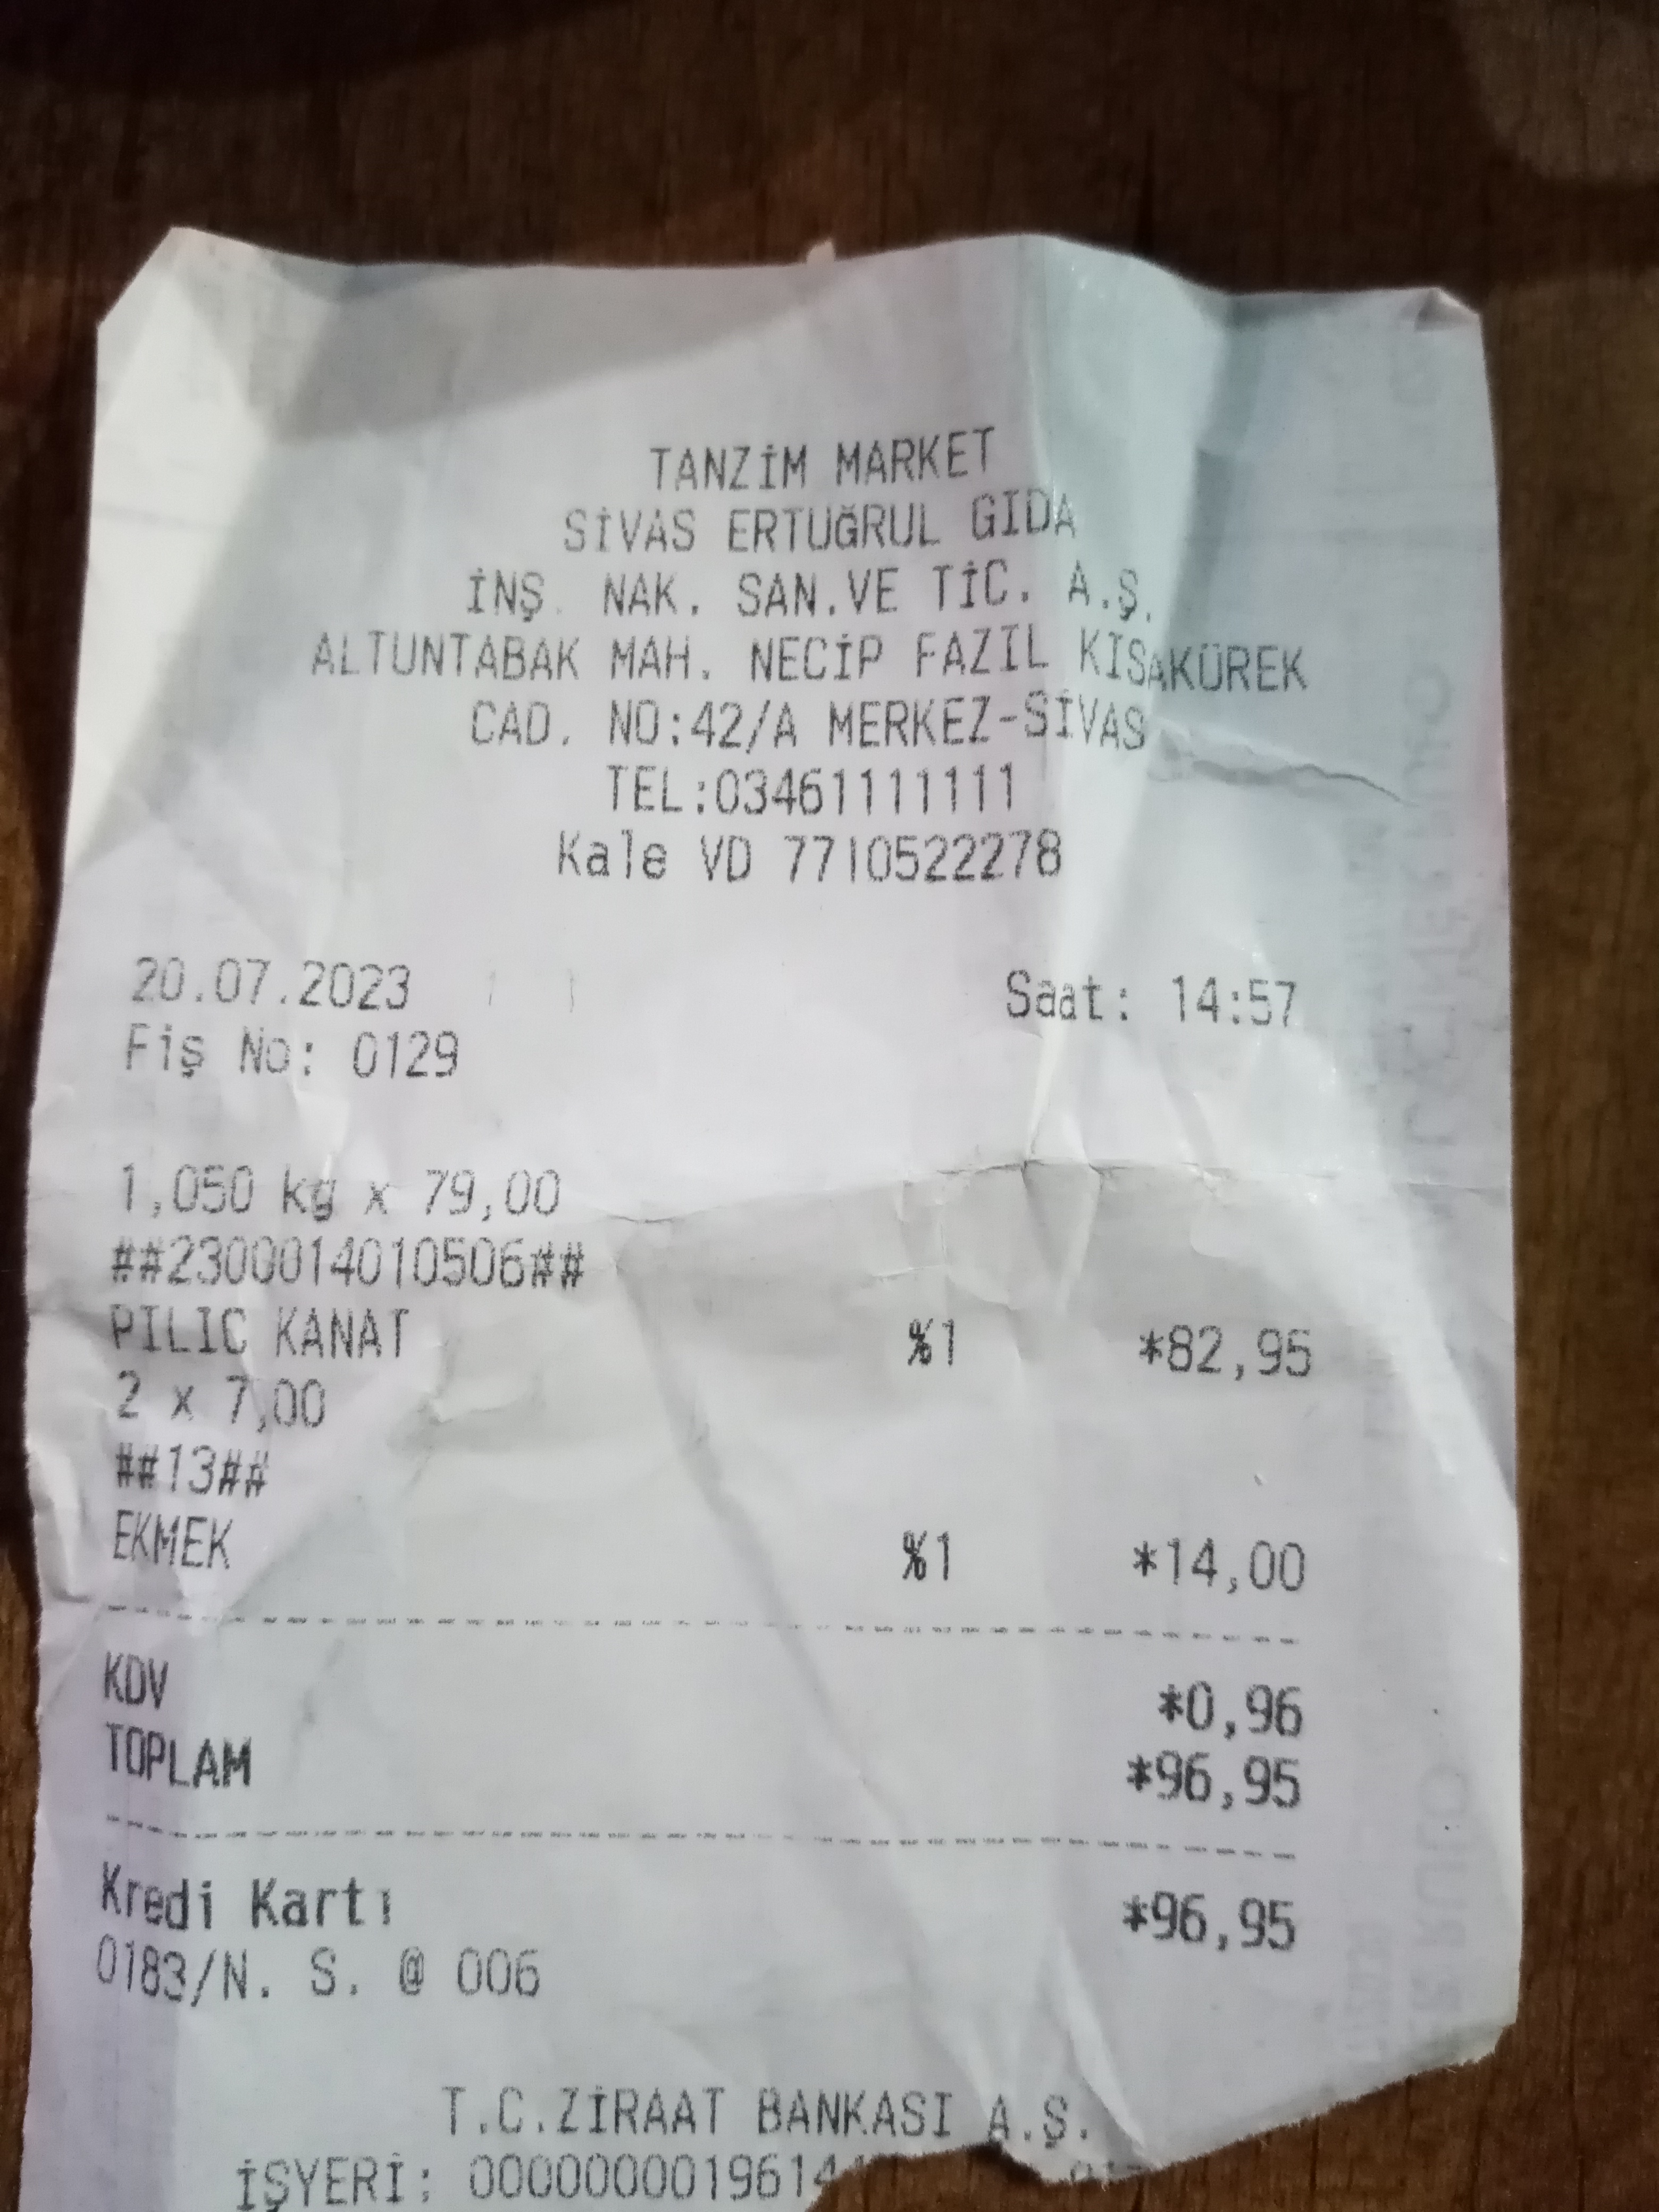 TANZİM MARKET
SİVAS ERTUĞRUL GIDA
İNŞ. NAK. SAN.VE TİC. A.Ş.
ALTUNTABAK MAH. NECİP FAZIL KISAKÜREK
CAD. NO:42/A MERKEZ-SİVAS
TEL:03461111111
Kale VD 7710522278
20.07.2023 Saat: 14:57
Fiş No: 0129
1,050 kg x 79,00
##2300014010506##
PILIC KANAT %1 *82,95
2 x 7,00
##13##
EKMEK %1 *14,00
KDV *0,96
TOPLAM *96,95
Kredi Kartı *96,95
0183/N. S. @ 006
T.C.ZİRAAT BANKASI A.Ş.
İŞYERİ: